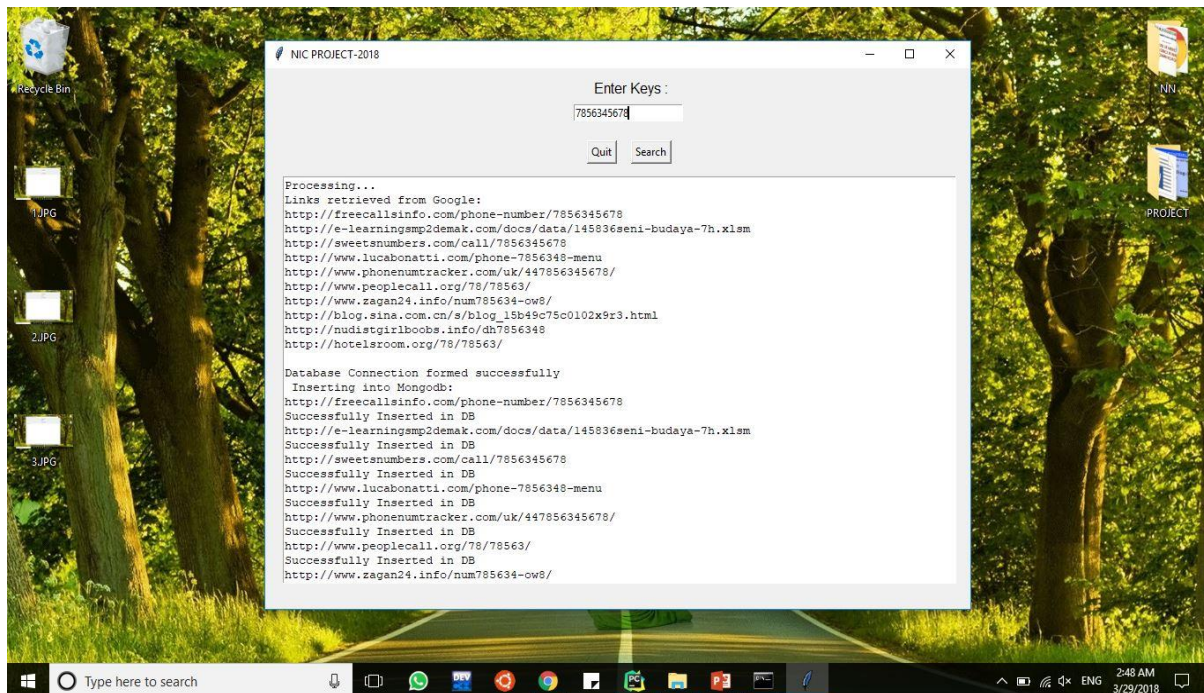 NIC PROJECT-2018
Enter Keys :
7856345678
Quit
Search
Processing...
Links retrieved from Google:
http://freecallsinfo.com/phone-number/7856345678
http://e-learningsmp2demak.com/docs/data/145836seni-budaya-7h.xlsm
http://sweetsnumbers.com/call/7856345678
http://www.lucabonatti.com/phone-7856348-menu
http://www.phonenumtracker.com/uk/447856345678/
http://www.peoplecall.org/78/78563/
http://www.zagan24.info/num785634-ow8/
http://blog.sina.com.cn/s/blog_15b49c75c0102x9r3.html
http://nudistgirlboobs.info/dh7856348
http://hotelsroom.org/78/78563/
Database Connection formed successfully
Inserting into Mongodb:
http://freecallsinfo.com/phone-number/7856345678
Successfully Inserted in DB
http://e-learningsmp2demak.com/docs/data/145836seni-budaya-7h.xlsm
Successfully Inserted in DB
http://sweetsnumbers.com/call/7856345678
Successfully Inserted in DB
http://www.lucabonatti.com/phone-7856348-menu
Successfully Inserted in DB
http://www.phonenumtracker.com/uk/447856345678/
Successfully Inserted in DB
http://www.peoplecall.org/78/78563/
Successfully Inserted in DB
http://www.zagan24.info/num785634-ow8/
Recycle Bin
1.JPG
2.JPG
3.JPG
NN
PROJECT
Type here to search
DEV
PC
ENG
2:48 AM
3/29/2018